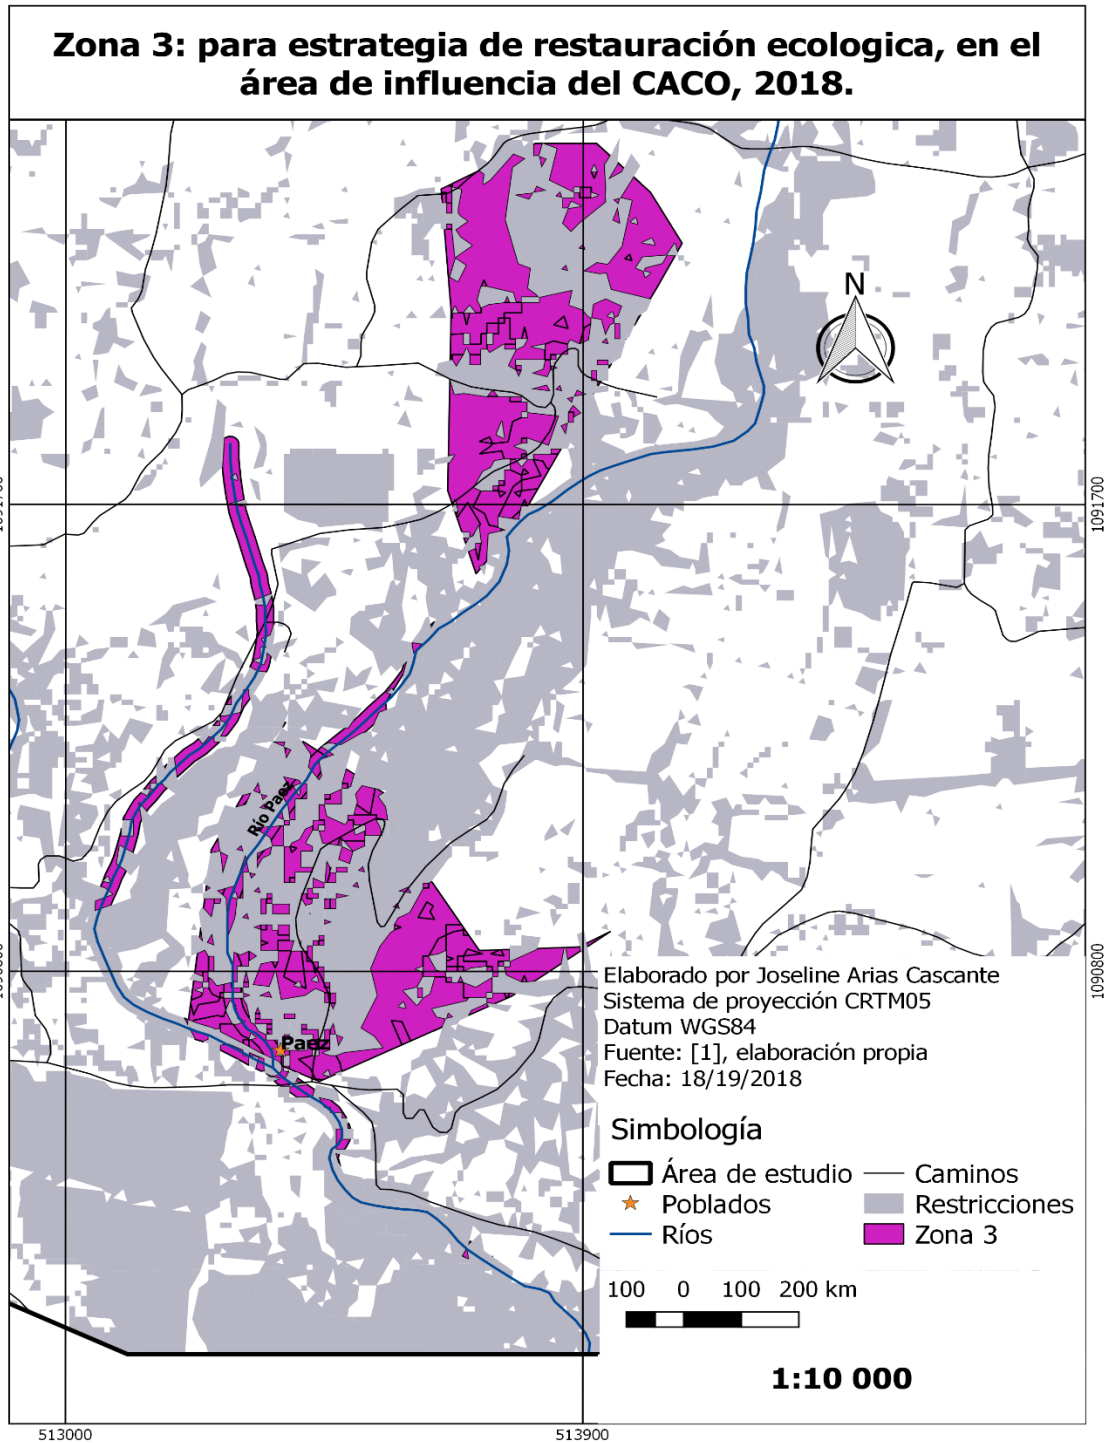 Zona 3: para estrategia de restauración ecologica, en el
área de influencia del CACO, 2018.
N
1091700
Río Paez
1090800
Paez
Elaborado por Joseline Arias Cascante
Sistema de proyección CRTM05
Datum WGS84
Fuente: [1], elaboración propia
Fecha: 18/19/2018
Simbología
Área de estudio
Caminos
Poblados
Restricciones
Ríos
Zona 3
100 0 100 200 km
1:10 000
513000
513900